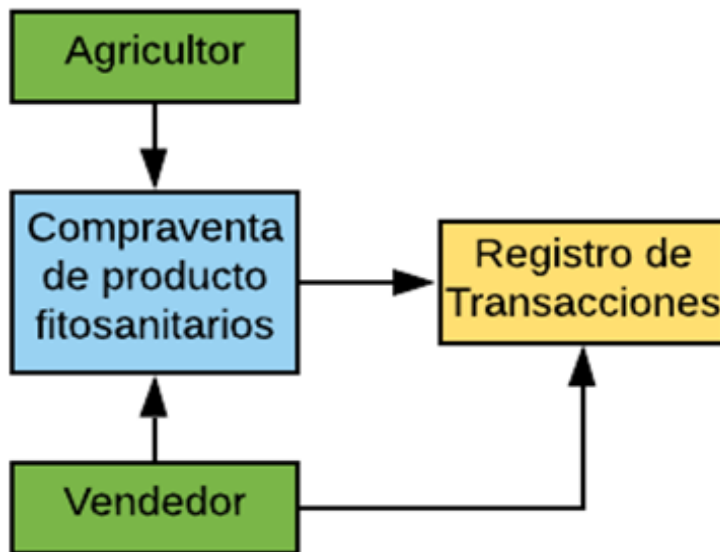 Agricultor
Compraventa
de producto
fitosanitarios
Registro de
Transacciones
Vendedor